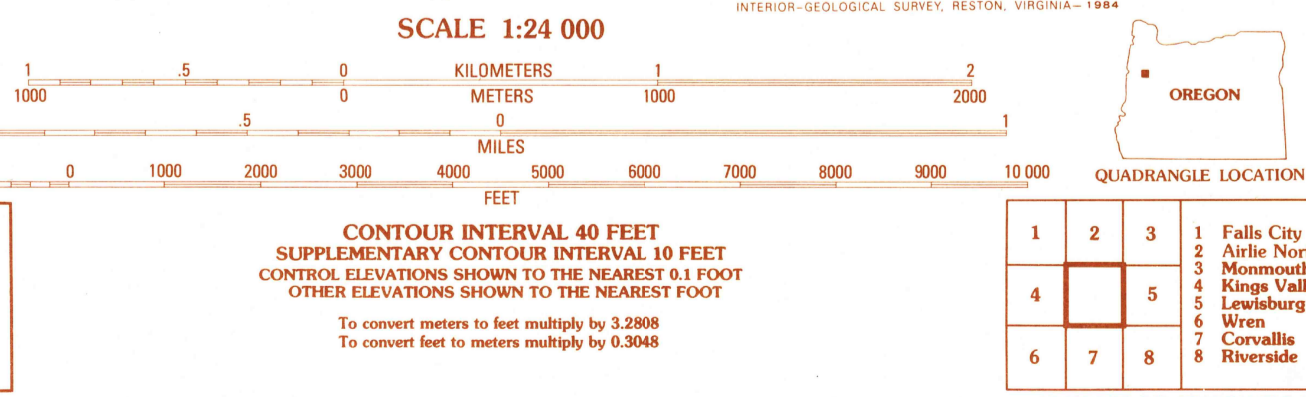 INTERIOR–GEOLOGICAL SURVEY, RESTON, VIRGINIA–1984
SCALE 1:24 000
1 .5 0 KILOMETERS 1 2
1000 0 METERS 1000 2000
.5 0 1
MILES
0 1000 2000 3000 4000 5000 6000 7000 8000 9000 10 000
FEET
CONTOUR INTERVAL 40 FEET
SUPPLEMENTARY CONTOUR INTERVAL 10 FEET
CONTROL ELEVATIONS SHOWN TO THE NEAREST 0.1 FOOT
OTHER ELEVATIONS SHOWN TO THE NEAREST FOOT
To convert meters to feet multiply by 3.2808
To convert feet to meters multiply by 0.3048
OREGON
QUADRANGLE LOCATION
1 2 3
4 5
6 7 8
1 Falls City
2 Airlie Nor
3 Monmouth
4 Kings Vall
5 Lewisburg
6 Wren
7 Corvallis
8 Riverside